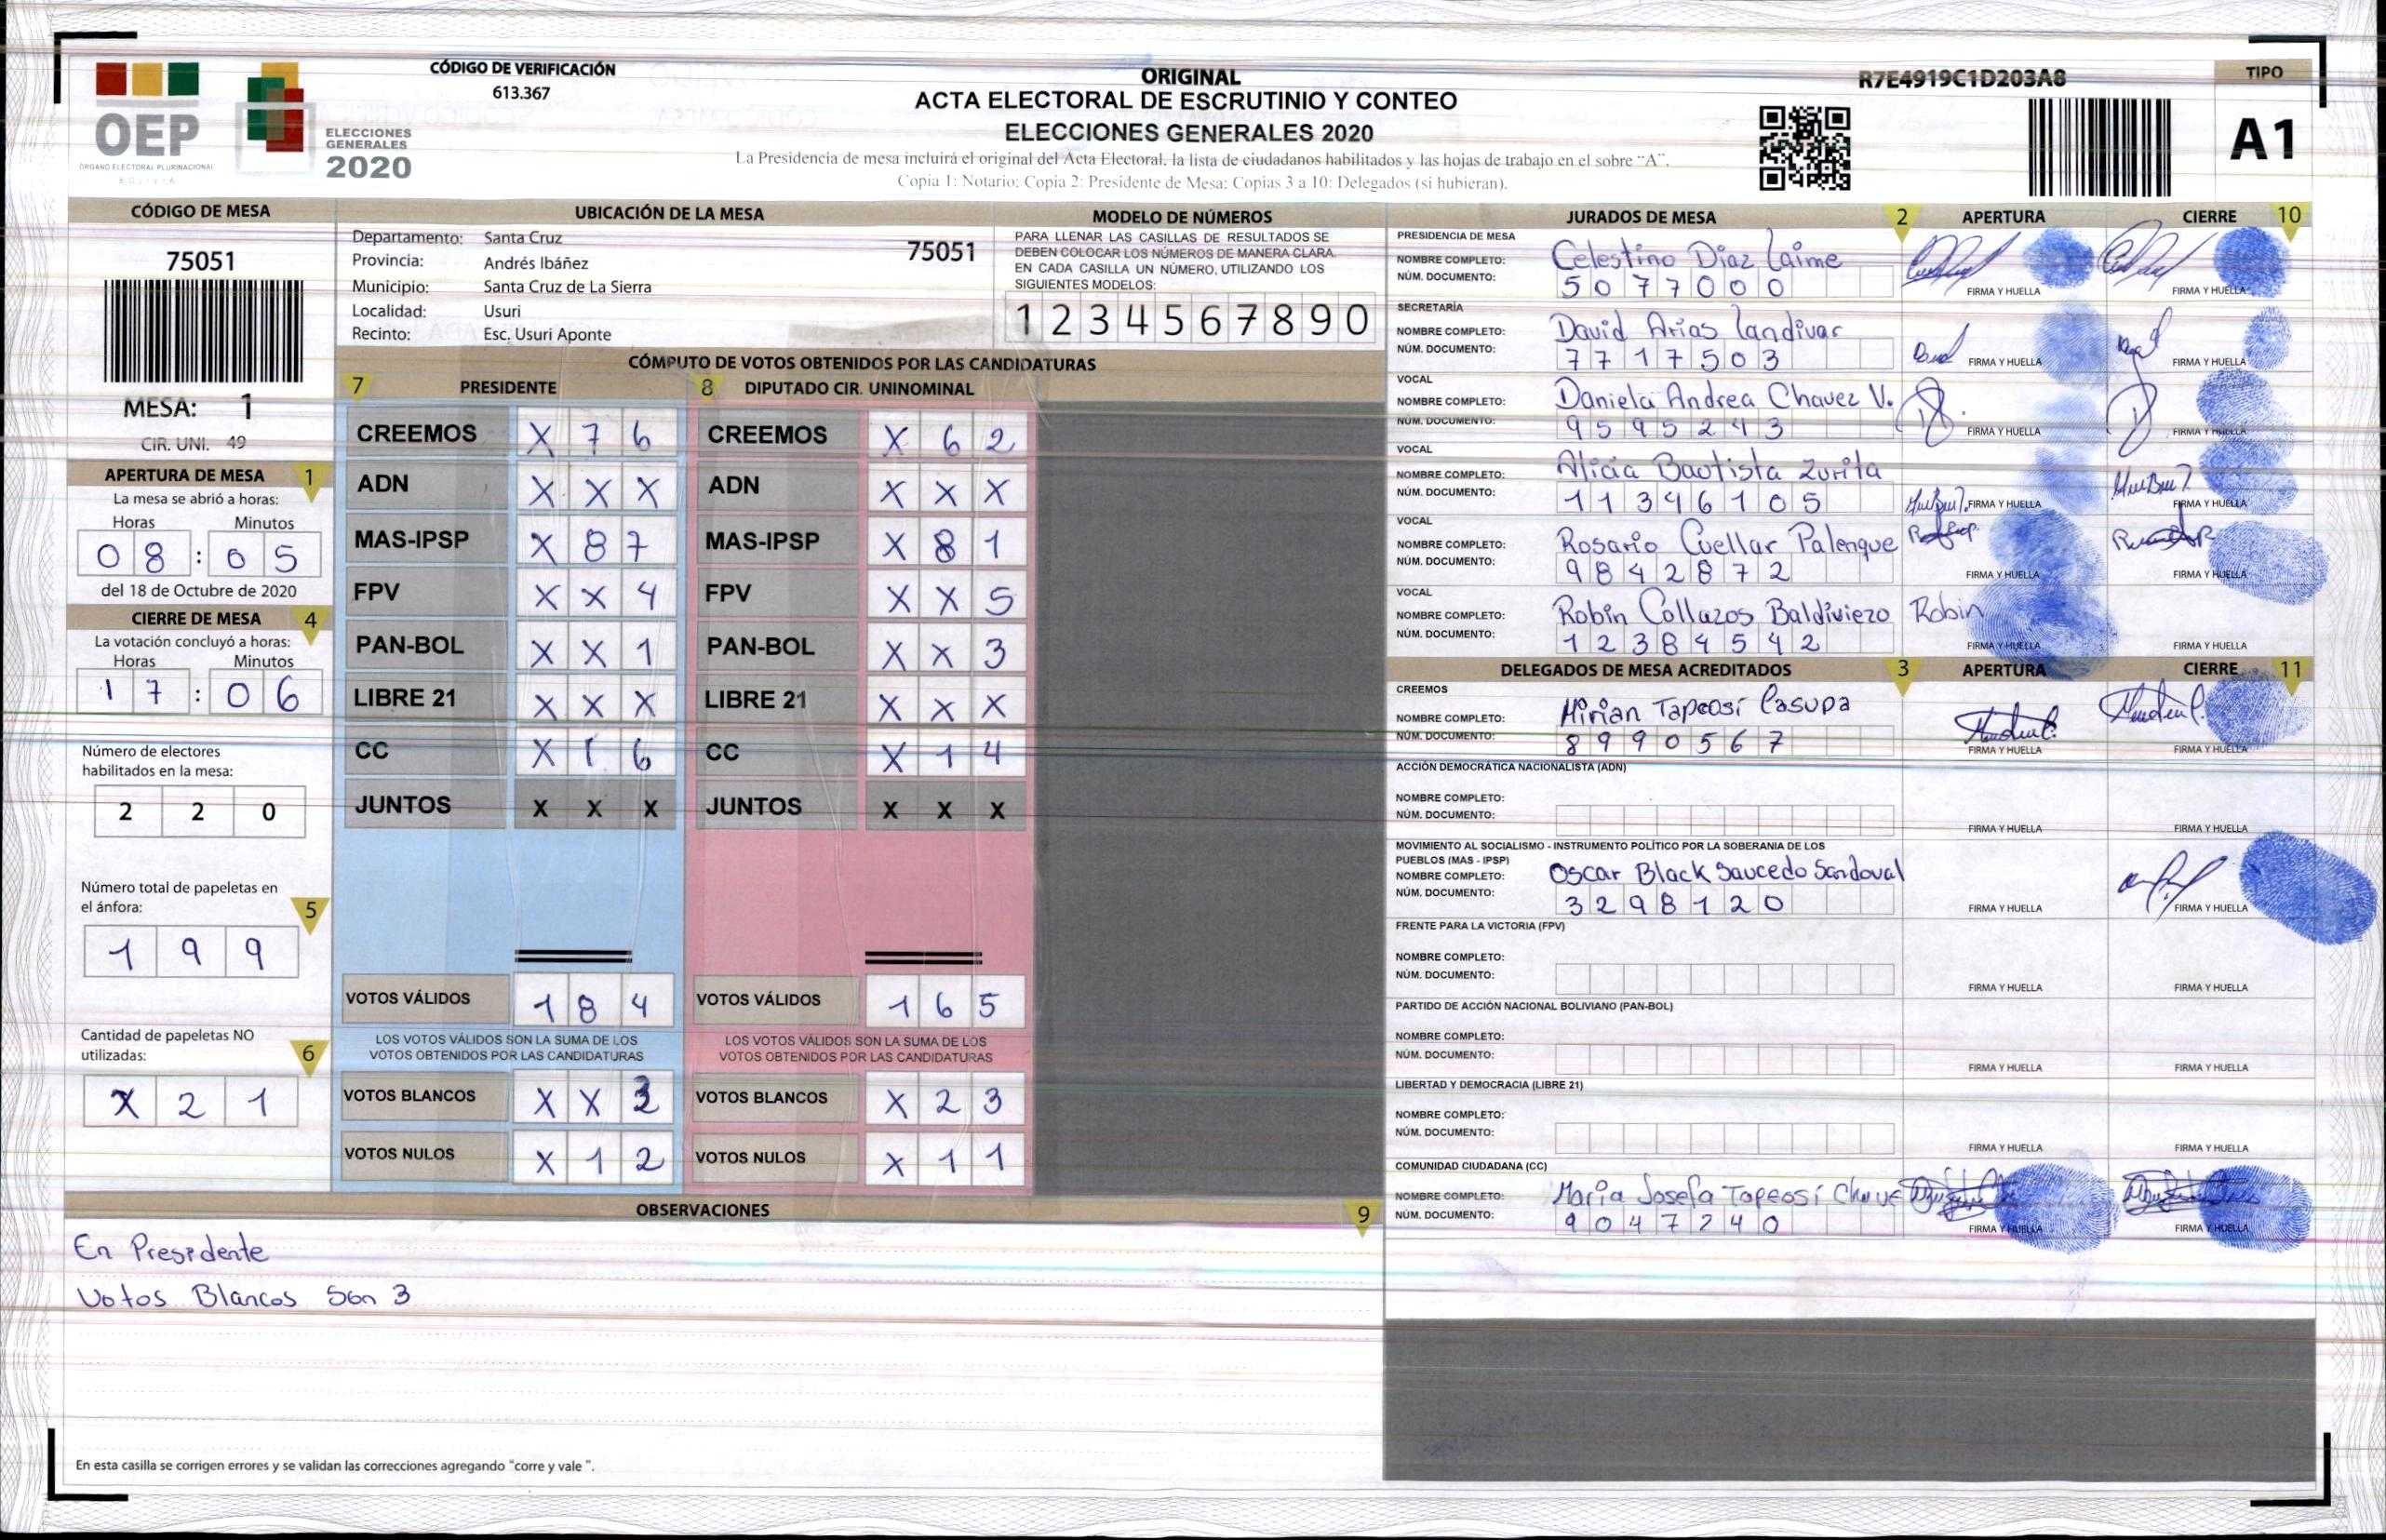 OEP
ÓRGANO ELECTORAL PLURINACIONAL
BOLIVIA
ELECCIONES
GENERALES
2020
CÓDIGO DE VERIFICACIÓN
613.367
ORIGINAL
ACTA ELECTORAL DE ESCRUTINIO Y CONTEO
ELECCIONES GENERALES 2020
La Presidencia de mesa incluirá el original del Acta Electoral, la lista de ciudadanos habilitados y las hojas de trabajo en el sobre "A".
Copia 1: Notario; Copia 2: Presidente de Mesa; Copias 3 a 10: Delegados (si hubieran).
R7E4919C1D203A8
TIPO
A1
CÓDIGO DE MESA
75051
MESA: 1
CIR. UNI. 49
APERTURA DE MESA 1
La mesa se abrió a horas:
Horas Minutos
08:05
del 18 de Octubre de 2020
CIERRE DE MESA 4
La votación concluyó a horas:
Horas Minutos
17:06
Número de electores
habilitados en la mesa:
2 2 0
Número total de papeletas en
el ánfora: 5
1 9 9
Cantidad de papeletas NO
utilizadas: 6
X 2 1
UBICACIÓN DE LA MESA
Departamento: Santa Cruz 75051
Provincia: Andrés Ibáñez
Municipio: Santa Cruz de La Sierra
Localidad: Usuri
Recinto: Esc. Usuri Aponte
MODELO DE NÚMEROS
PARA LLENAR LAS CASILLAS DE RESULTADOS SE
DEBEN COLOCAR LOS NÚMEROS DE MANERA CLARA.
EN CADA CASILLA UN NÚMERO, UTILIZANDO LOS
SIGUIENTES MODELOS:
1 2 3 4 5 6 7 8 9 0
CÓMPUTO DE VOTOS OBTENIDOS POR LAS CANDIDATURAS
7 PRESIDENTE 8 DIPUTADO CIR. UNINOMINAL
CREEMOS X 7 6 CREEMOS X 6 2
ADN X X X ADN X X X
MAS-IPSP X 8 7 MAS-IPSP X 8 1
FPV X X 4 FPV X X 5
PAN-BOL X X 1 PAN-BOL X X 3
LIBRE 21 X X X LIBRE 21 X X X
CC X 1 6 CC X 1 4
JUNTOS X X X JUNTOS X X X
VOTOS VÁLIDOS 1 8 4 VOTOS VÁLIDOS 1 6 5
LOS VOTOS VÁLIDOS SON LA SUMA DE LOS LOS VOTOS VÁLIDOS SON LA SUMA DE LOS
VOTOS OBTENIDOS POR LAS CANDIDATURAS VOTOS OBTENIDOS POR LAS CANDIDATURAS
VOTOS BLANCOS X X 3 VOTOS BLANCOS X 2 3
VOTOS NULOS X 1 2 VOTOS NULOS X 1 1
OBSERVACIONES 9
En Presidente
Votos Blancos Son 3
En esta casilla se corrigen errores y se validan las correcciones agregando "corre y vale ".
JURADOS DE MESA 2 APERTURA CIERRE 10
PRESIDENCIA DE MESA
NOMBRE COMPLETO: Celestino Diaz Laime
NÚM. DOCUMENTO: 5077000 FIRMA Y HUELLA FIRMA Y HUELLA
SECRETARÍA
NOMBRE COMPLETO: David Arias Landivar
NÚM. DOCUMENTO: 7717503 FIRMA Y HUELLA FIRMA Y HUELLA
VOCAL
NOMBRE COMPLETO: Daniela Andrea Chavez V.
NÚM. DOCUMENTO: 9595243 FIRMA Y HUELLA FIRMA Y HUELLA
VOCAL
NOMBRE COMPLETO: Alicia Bautista Zurita
NÚM. DOCUMENTO: 11346105 FIRMA Y HUELLA FIRMA Y HUELLA
VOCAL
NOMBRE COMPLETO: Rosario Cuellar Palenque
NÚM. DOCUMENTO: 9842872 FIRMA Y HUELLA FIRMA Y HUELLA
VOCAL
NOMBRE COMPLETO: Robin Collazos Baldiviezo Robin
NÚM. DOCUMENTO: 12384542 FIRMA Y HUELLA FIRMA Y HUELLA
DELEGADOS DE MESA ACREDITADOS 3 APERTURA CIERRE 11
CREEMOS
NOMBRE COMPLETO: Mirian Tapeosí Casupa
NÚM. DOCUMENTO: 8990567 FIRMA Y HUELLA FIRMA Y HUELLA
ACCIÓN DEMOCRÁTICA NACIONALISTA (ADN)
NOMBRE COMPLETO:
NÚM. DOCUMENTO: FIRMA Y HUELLA FIRMA Y HUELLA
MOVIMIENTO AL SOCIALISMO - INSTRUMENTO POLÍTICO POR LA SOBERANIA DE LOS
PUEBLOS (MAS - IPSP)
NOMBRE COMPLETO: Oscar Black Saucedo Sandoval
NÚM. DOCUMENTO: 3298120 FIRMA Y HUELLA FIRMA Y HUELLA
FRENTE PARA LA VICTORIA (FPV)
NOMBRE COMPLETO:
NÚM. DOCUMENTO: FIRMA Y HUELLA FIRMA Y HUELLA
PARTIDO DE ACCIÓN NACIONAL BOLIVIANO (PAN-BOL)
NOMBRE COMPLETO:
NÚM. DOCUMENTO: FIRMA Y HUELLA FIRMA Y HUELLA
LIBERTAD Y DEMOCRACIA (LIBRE 21)
NOMBRE COMPLETO:
NÚM. DOCUMENTO: FIRMA Y HUELLA FIRMA Y HUELLA
COMUNIDAD CIUDADANA (CC)
NOMBRE COMPLETO: Maria Josefa Tapeosí Chuve
NÚM. DOCUMENTO: 9047240 FIRMA Y HUELLA FIRMA Y HUELLA